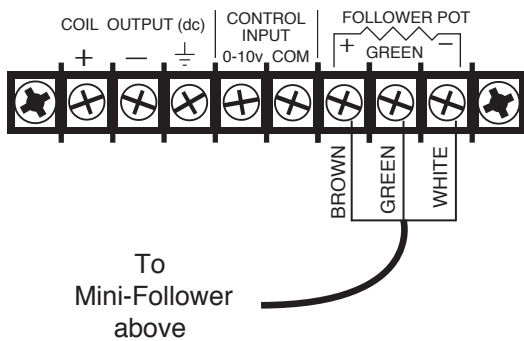 COIL OUTPUT (dc)
+ –
CONTROL
INPUT
0-10v COM
FOLLOWER POT
+ –
GREEN
BROWN
GREEN
WHITE
To
Mini-Follower
above